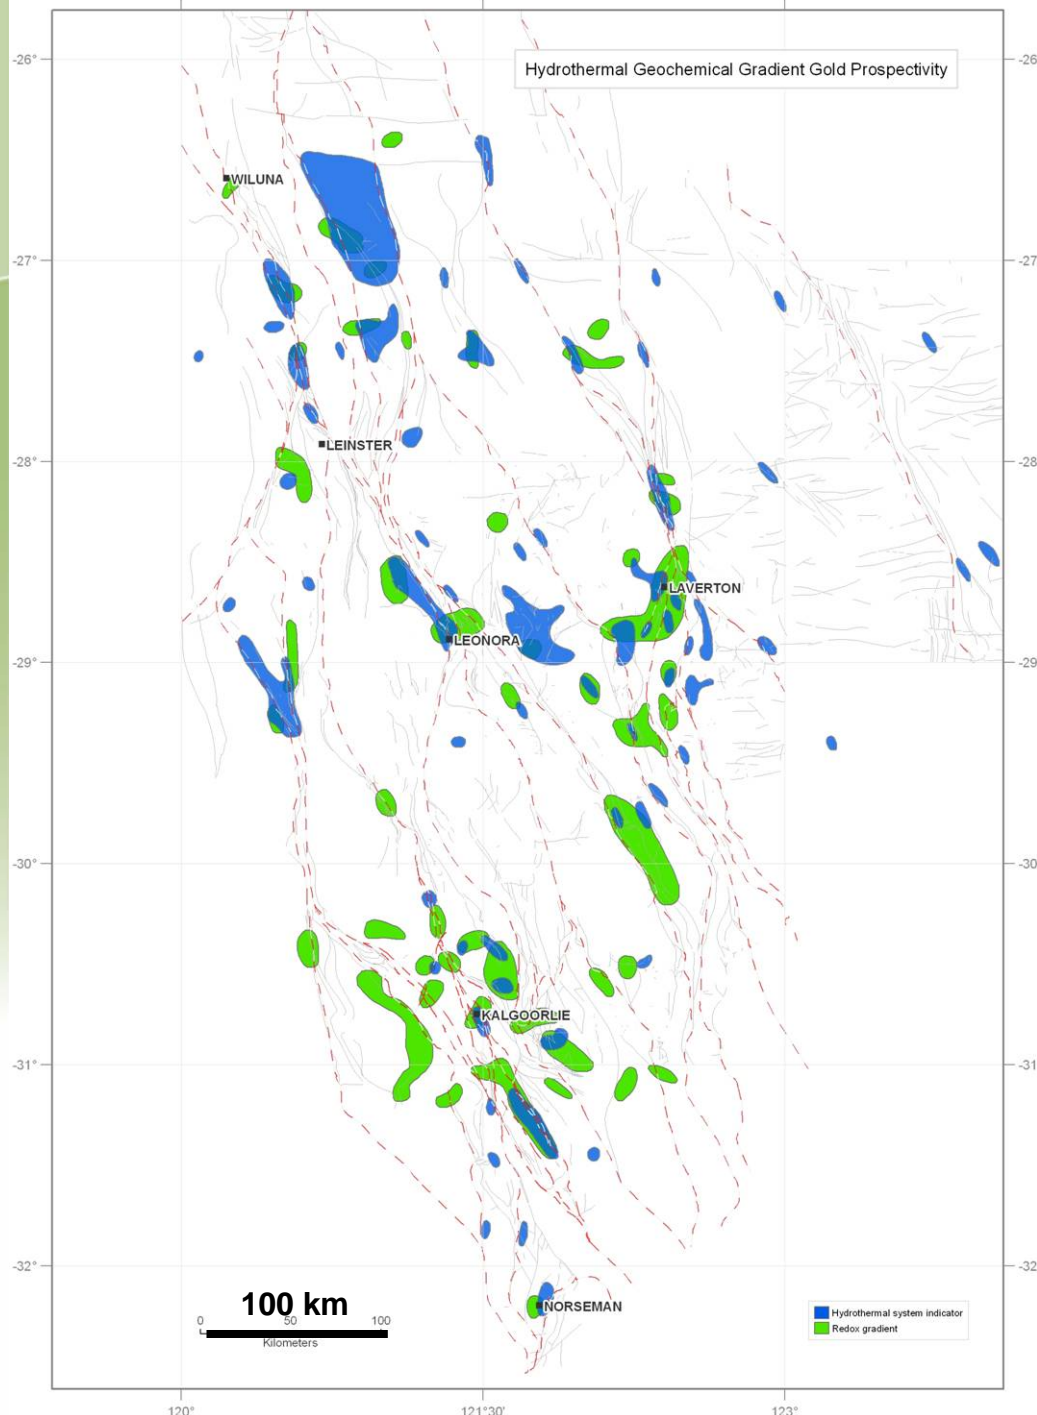 Hydrothermal Geochemical Gradient Gold Prospectivity
-26°
-26
WILUNA
-27°
-27
LEINSTER
-28°
-28
LAVERTON
LEONORA
-29°
-29
-30°
-30
KALGOORLIE
-31°
-31
-32°
-32
NORSEMAN
100 km
0 50 100
Kilometers
Hydrothermal system indicator
Redox gradient
120° 121°30' 123°